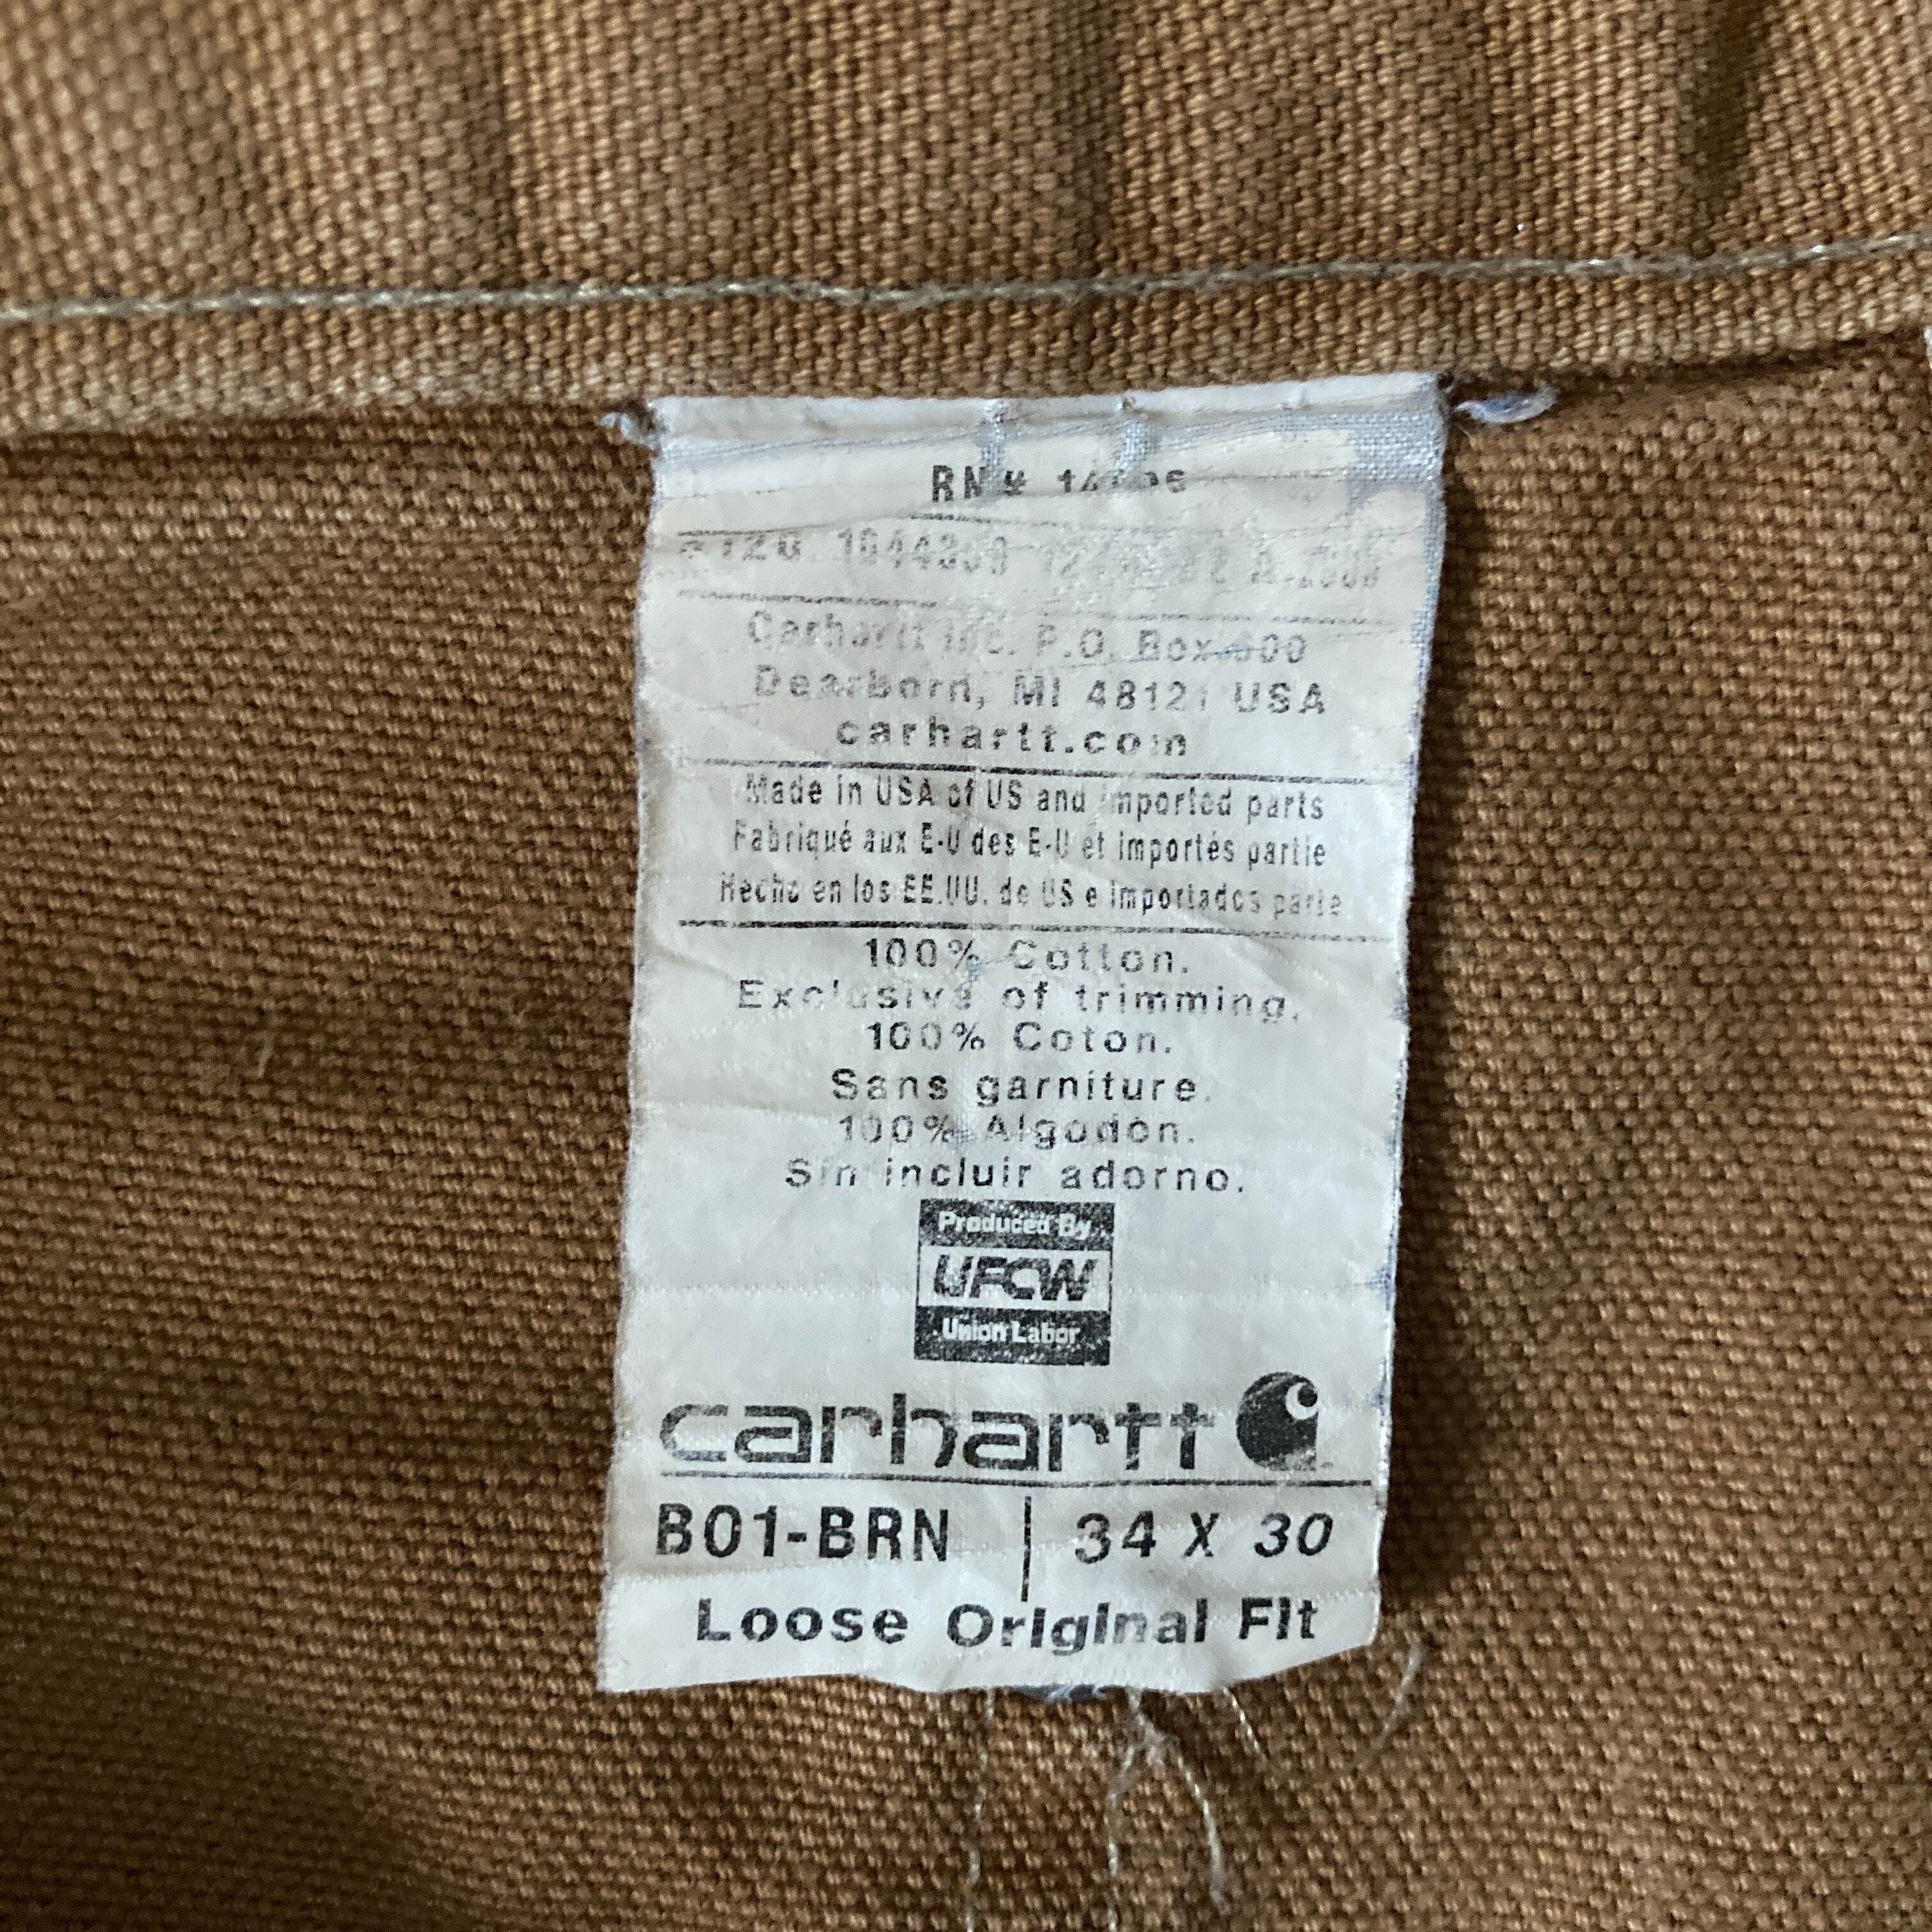 RN#
Carhartt Inc. P.O. Box
Dearborn, MI 48121 USA
carhartt.com
Made in USA of US and imported parts
Fabriqué aux E-U des E-U et importés partie
Hecho en los EE.UU. de US e importados parte
100% Cotton.
Exclusive of trimming.
100% Coton.
Sans garniture.
100% Algodón.
Sin incluir adorno.
Produced By
UFCW
Union Labor
carhartt
B01-BRN | 34 X 30
Loose Original Fit